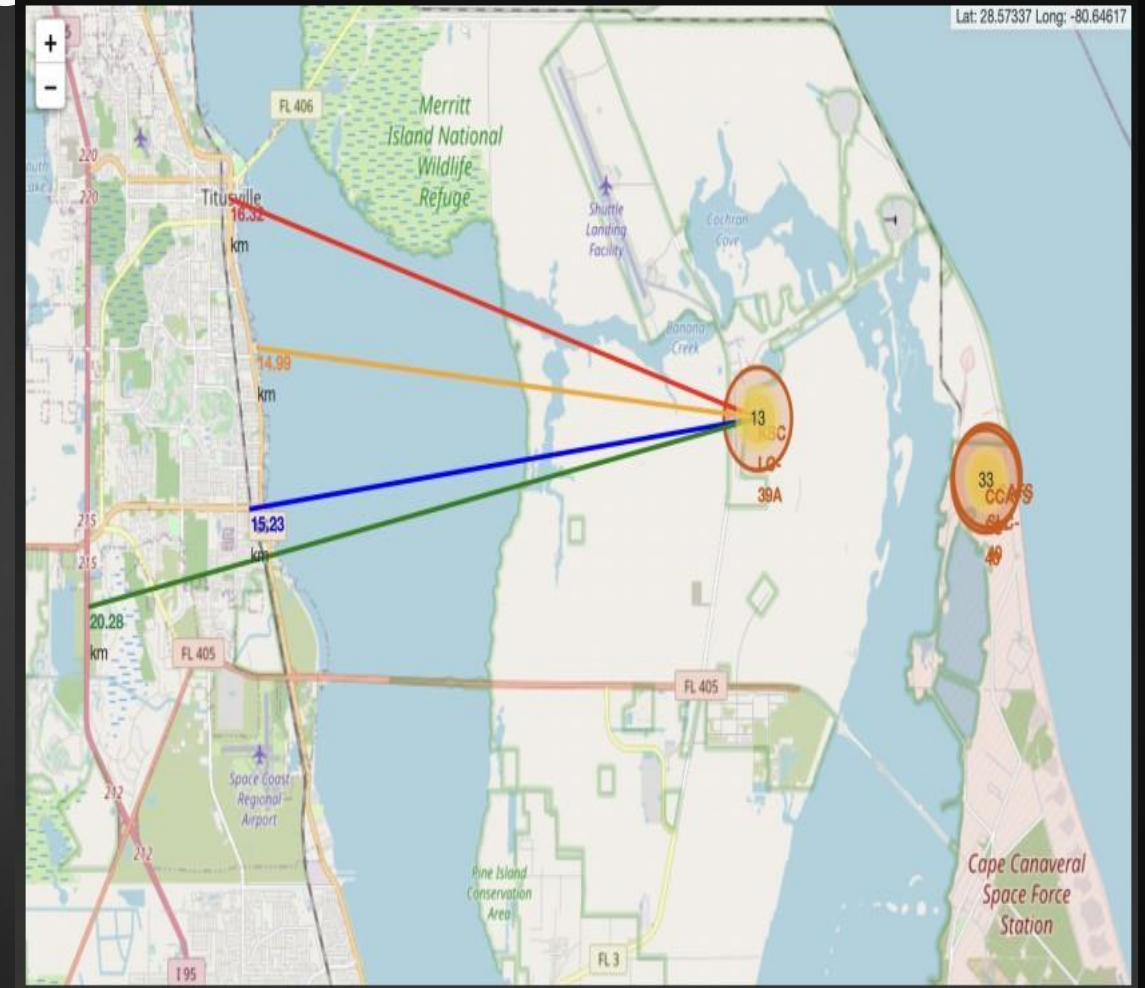 Lat: 28.57337 Long: -80.64617
+
−
FL 406
Merritt
Island National
Wildlife
Refuge
220
220
Titusville
16.32
km
Shuttle
Landing
Facility
Cochran
Cove
Banana
Creek
14.99
km
13
KSC
LC-
39A
33
15.23
km
215
215
20.28
km
FL 405
FL 405
Space Coast
Regional
Airport
212
212
Pine Island
Conservation
Area
Cape Canaveral
Space Force
Station
FL 3
I 95